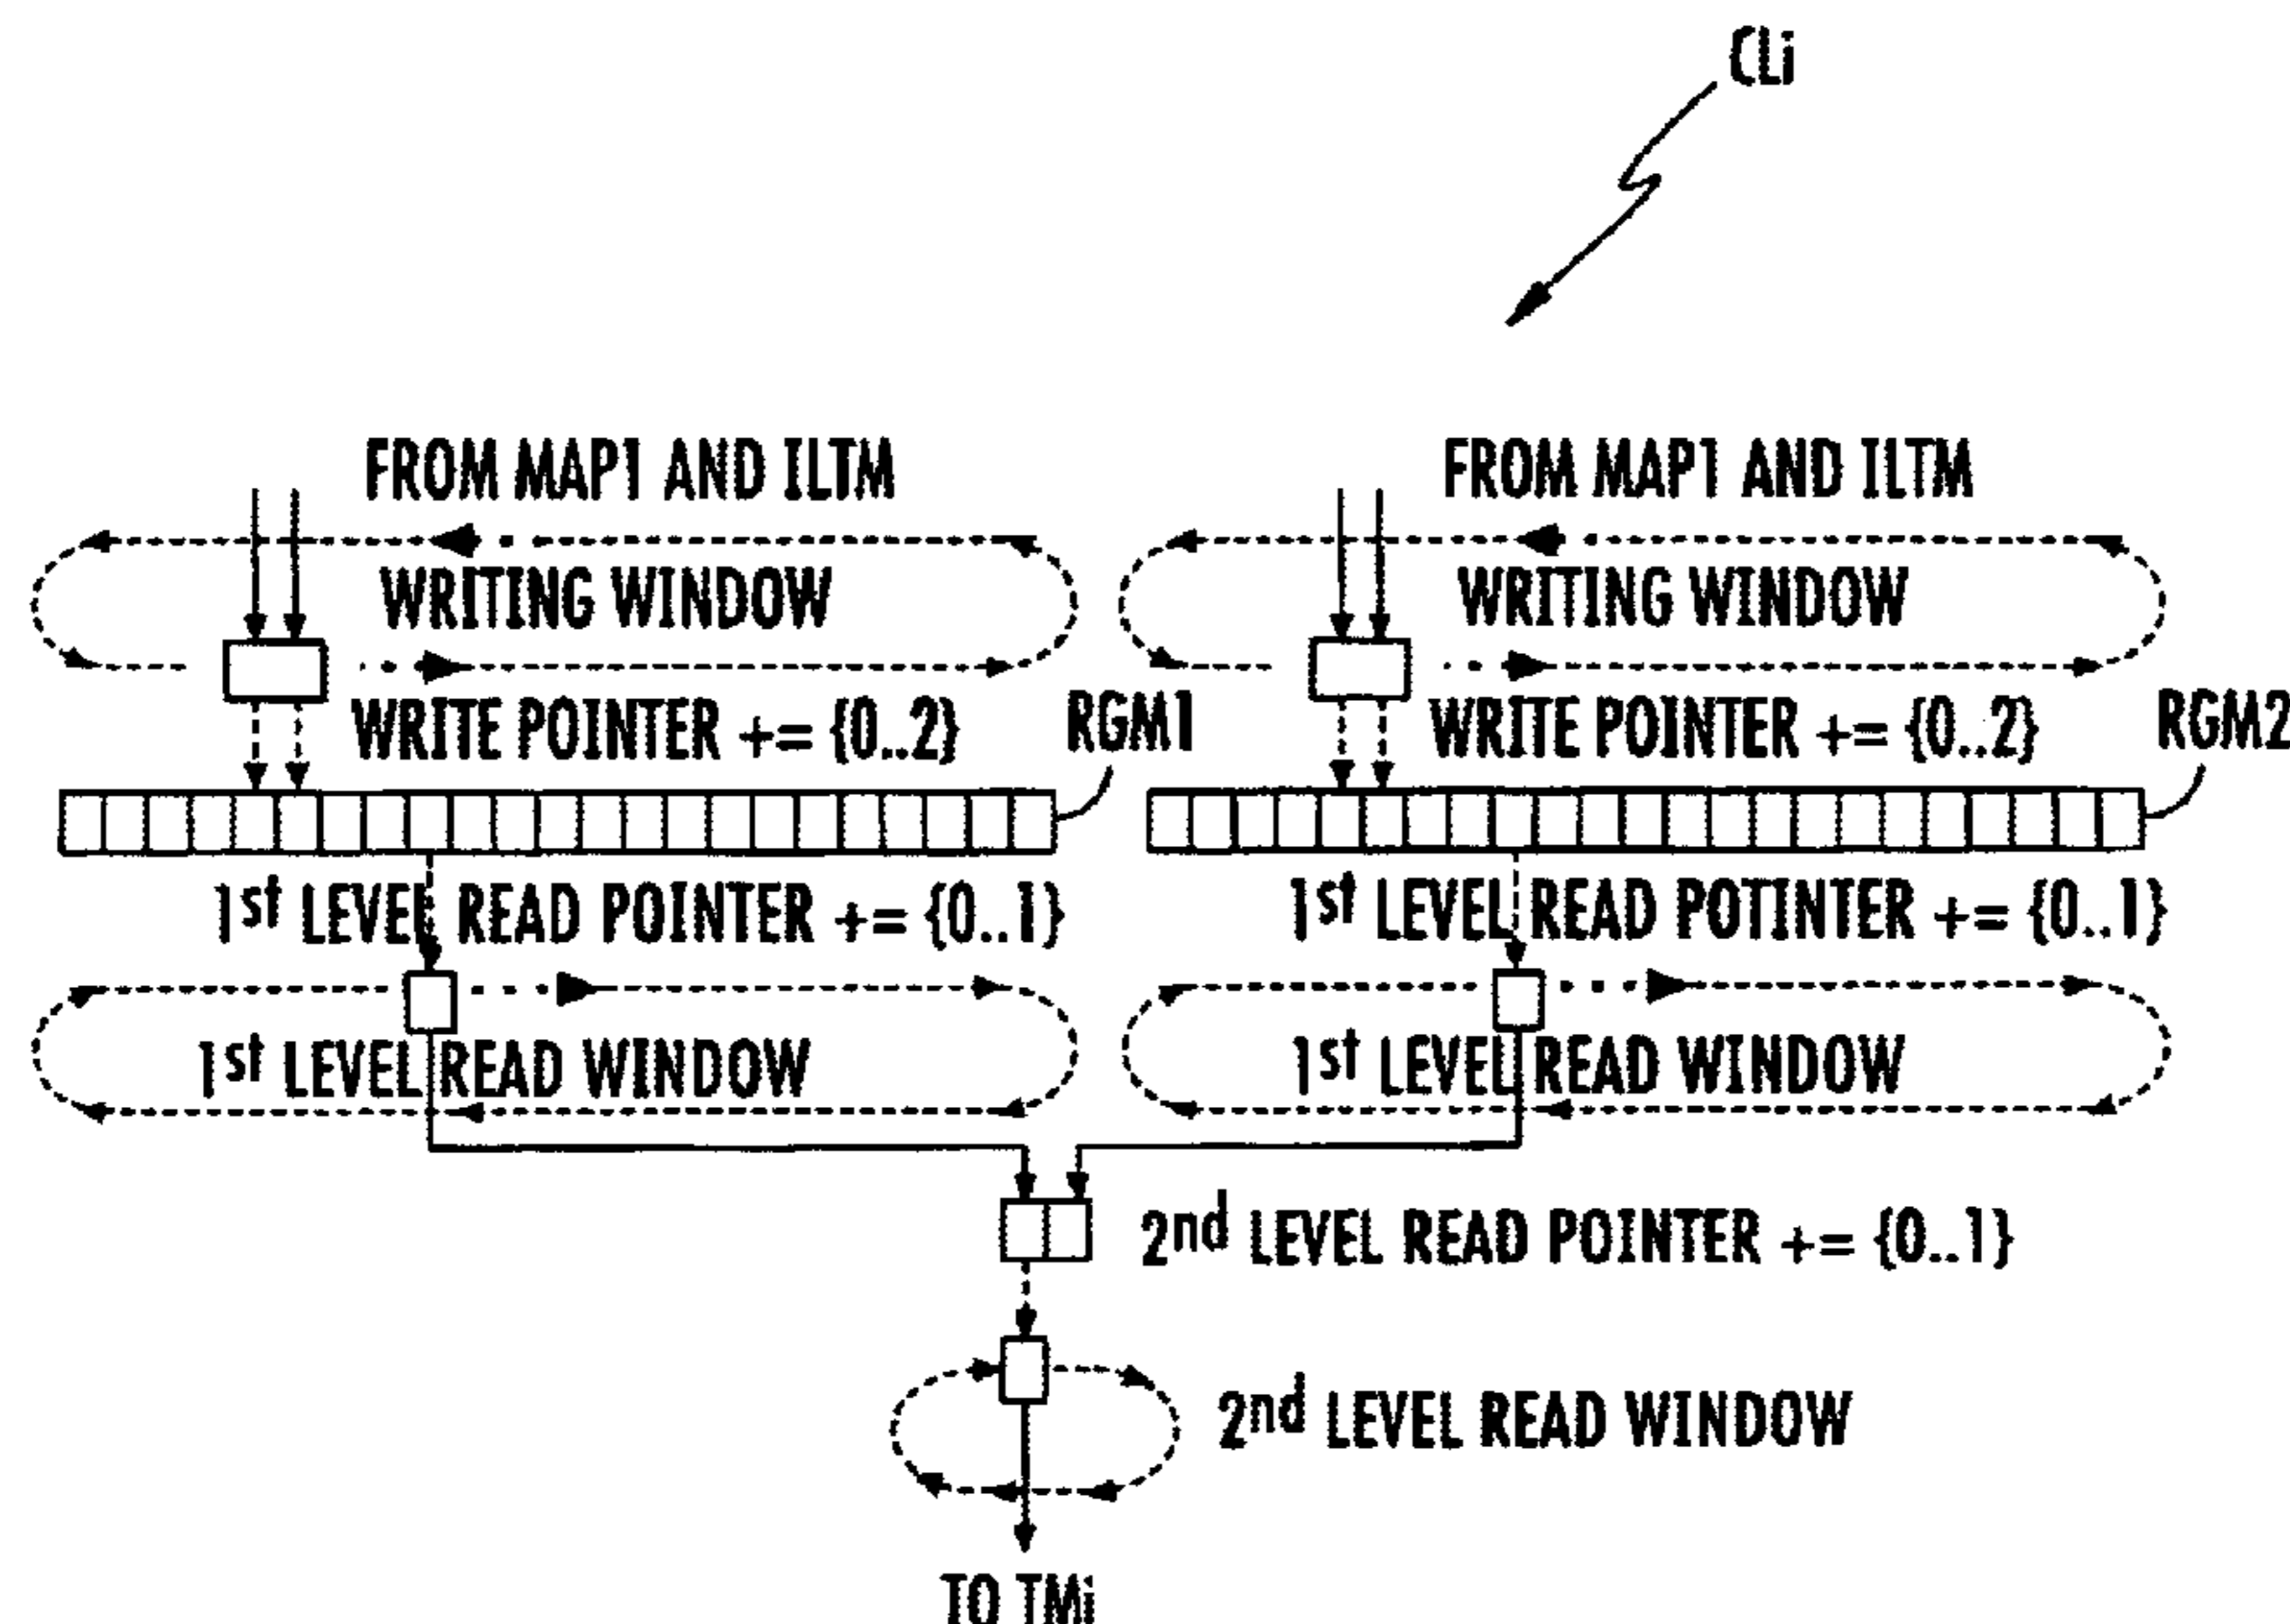 CLi
FROM MAP1 AND ILTM
FROM MAP1 AND ILTM
WRITING WINDOW
WRITING WINDOW
WRITE POINTER += {0..2}
RGM1
WRITE POINTER += {0..2}
RGM2
1st LEVEL READ POINTER += {0..1}
1st LEVEL READ POTINTER += {0..1}
1st LEVEL READ WINDOW
1st LEVEL READ WINDOW
2nd LEVEL READ POINTER += {0..1}
2nd LEVEL READ WINDOW
TO TMi